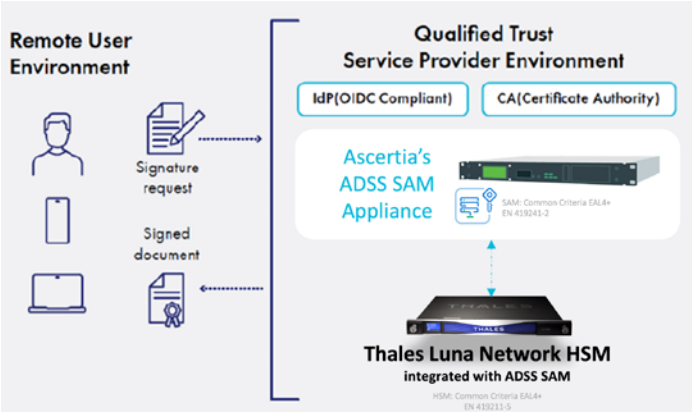 Remote User
Environment
Signature
request
Signed
document
Qualified Trust
Service Provider Environment
IdP(OIDC Compliant)
CA(Certificate Authority)
Ascertia's
ADSS SAM
Appliance
SAM: Common Criteria EAL4+
EN 419241-2
THALES
THALES
Thales Luna Network HSM
integrated with ADSS SAM
HSM: Common Criteria EAL4+
EN 419211-5